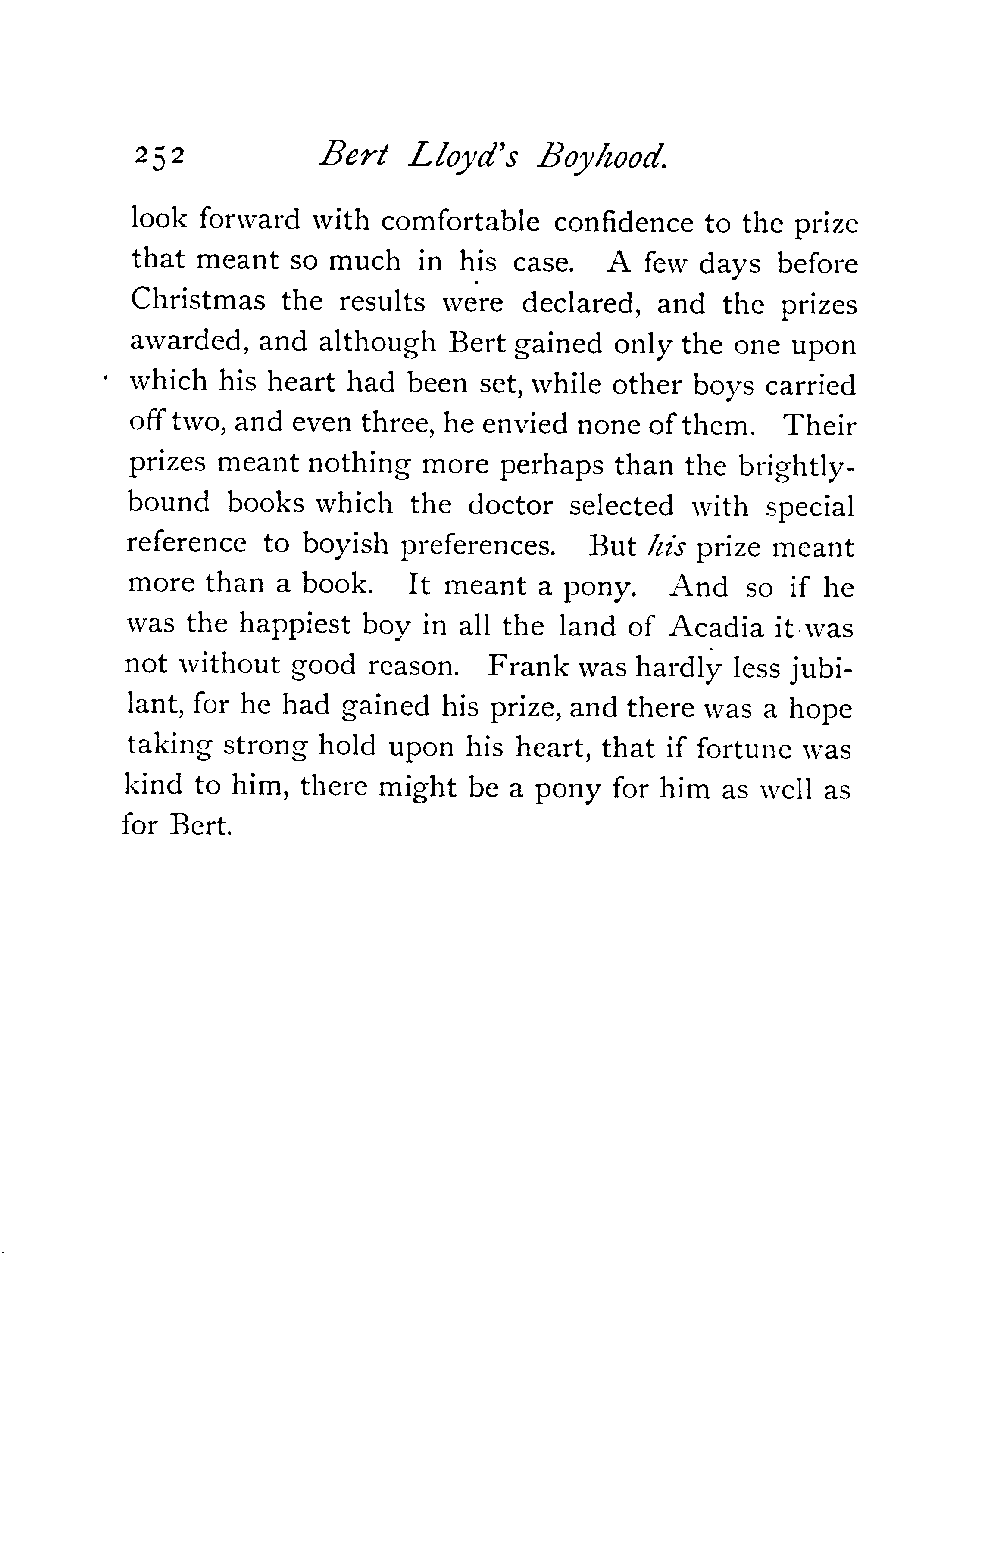 252 Bert Lloyd's Boyhood.
look forward with comfortable confidence to the prize
that meant so much in his case. A few days before
Christmas the results were declared, and the prizes
awarded, and although Bert gained only the one upon
which his heart had been set, while other boys carried
off two, and even three, he envied none of them. Their
prizes meant nothing more perhaps than the brightly-
bound books which the doctor selected with special
reference to boyish preferences. But his prize meant
more than a book. It meant a pony. And so if he
was the happiest boy in all the land of Acadia it was
not without good reason. Frank was hardly less jubi-
lant, for he had gained his prize, and there was a hope
taking strong hold upon his heart, that if fortune was
kind to him, there might be a pony for him as well as
for Bert.